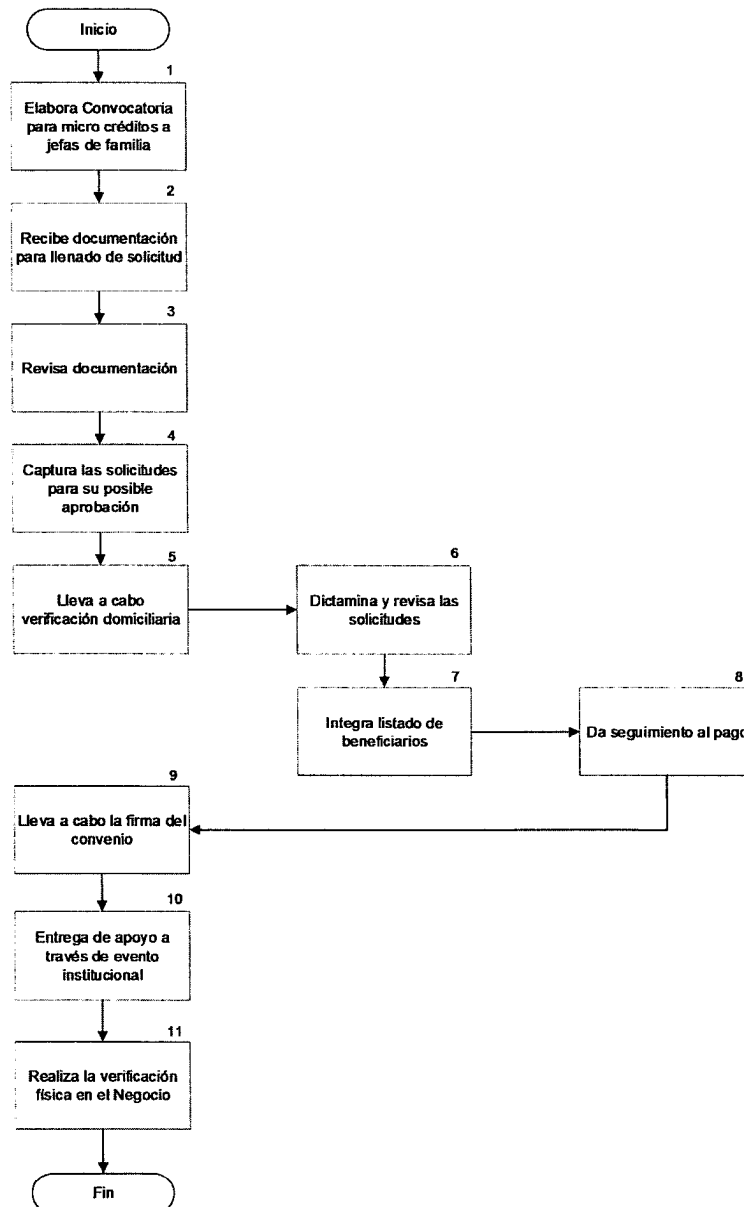 Inicio
1
Elabora Convocatoria
para micro créditos a
jefas de familia
2
Recibe documentación
para llenado de solicitud
3
Revisa documentación
4
Captura las solicitudes
para su posible
aprobación
5
Lleva a cabo
verificación domiciliaria
6
Dictamina y revisa las
solicitudes
7
Integra listado de
beneficiarios
8
Da seguimiento al pago
9
Lleva a cabo la firma del
convenio
10
Entrega de apoyo a
través de evento
institucional
11
Realiza la verificación
física en el Negocio
Fin